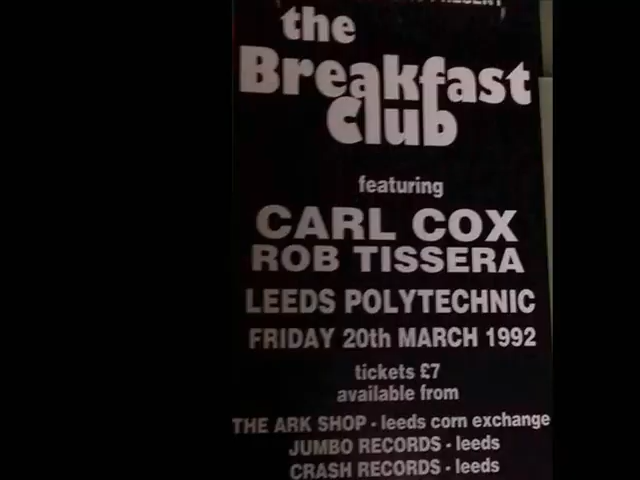 the
Breakfast
Club
featuring
CARL COX
ROB TISSERA
LEEDS POLYTECHNIC
FRIDAY 20th MARCH 1992
tickets £7
available from
THE ARK SHOP - leeds corn exchange
JUMBO RECORDS - leeds
CRASH RECORDS - leeds